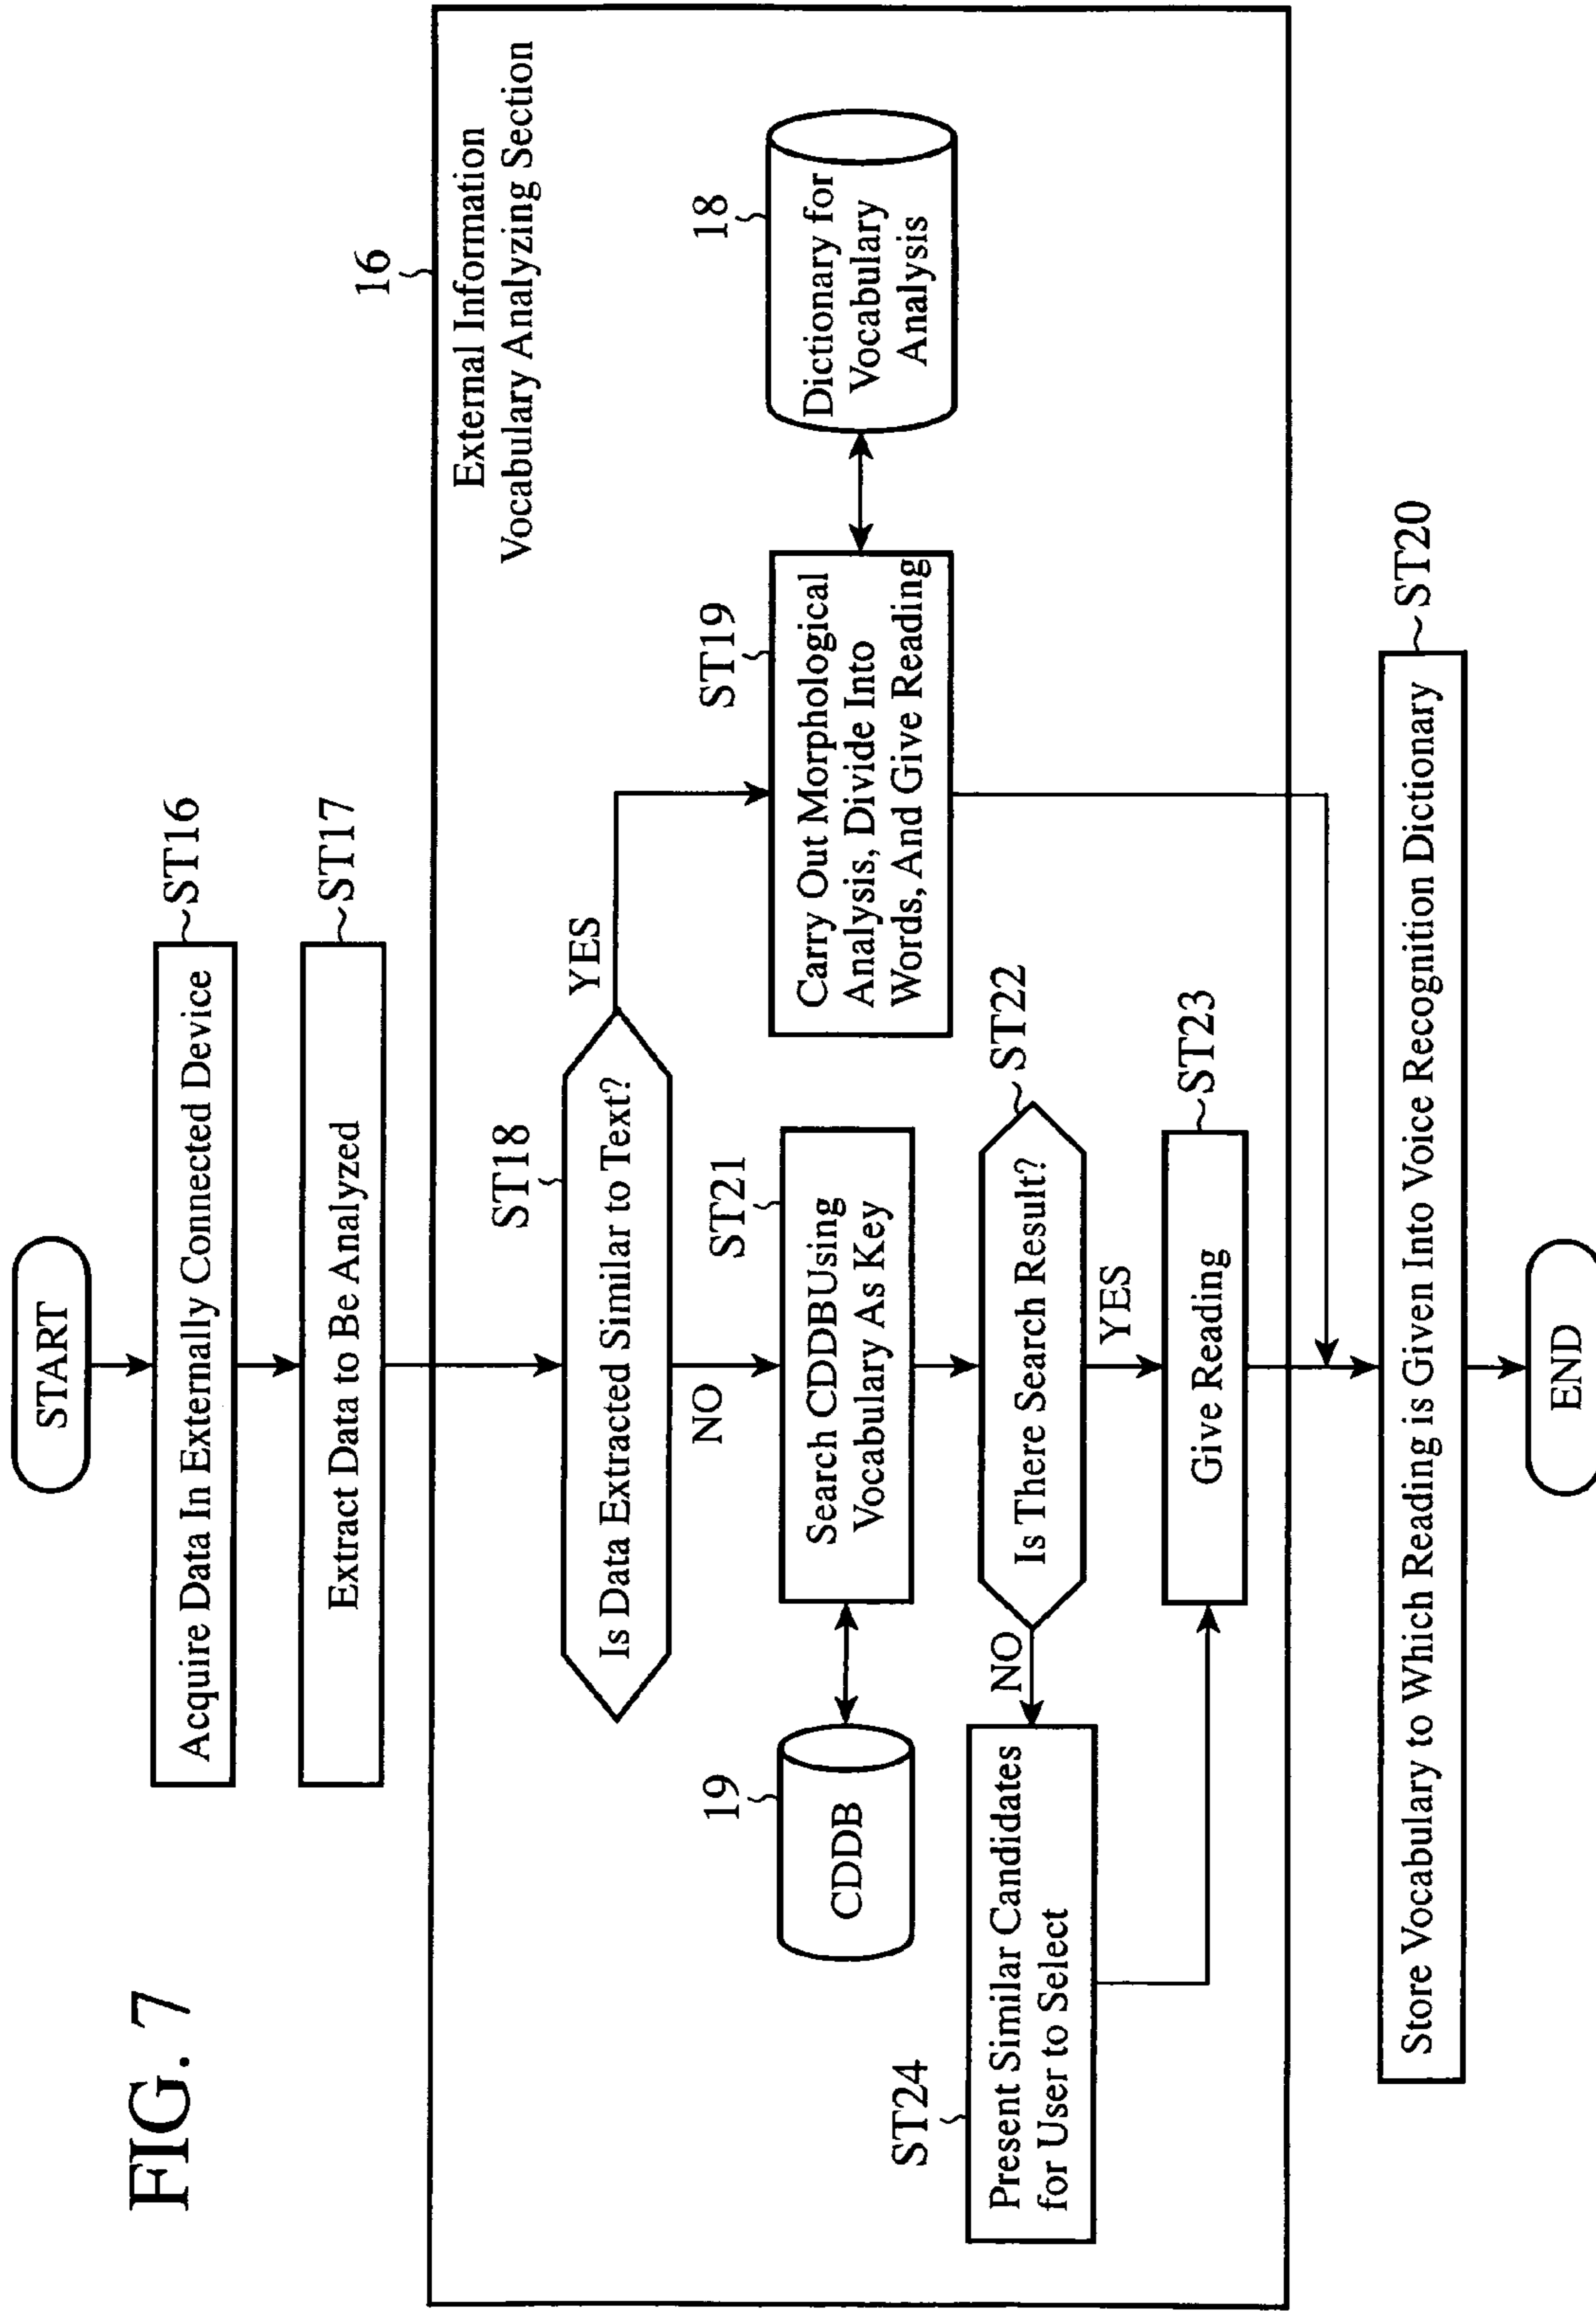 FIG. 7
START
ST16
Acquire Data In Externally Connected Device
ST17
Extract Data to Be Analyzed
16
External Information
Vocabulary Analyzing Section
ST18
Is Data Extracted Similar to Text?
YES
NO
ST19
Carry Out Morphological
Analysis, Divide Into
Words, And Give Reading
18
Dictionary for
Vocabulary
Analysis
19
CDDB
ST21
Search CDDBUsing
Vocabulary As Key
ST22
Is There Search Result?
NO
YES
ST24
Present Similar Candidates
for User to Select
ST23
Give Reading
ST20
Store Vocabulary to Which Reading is Given Into Voice Recognition Dictionary
END